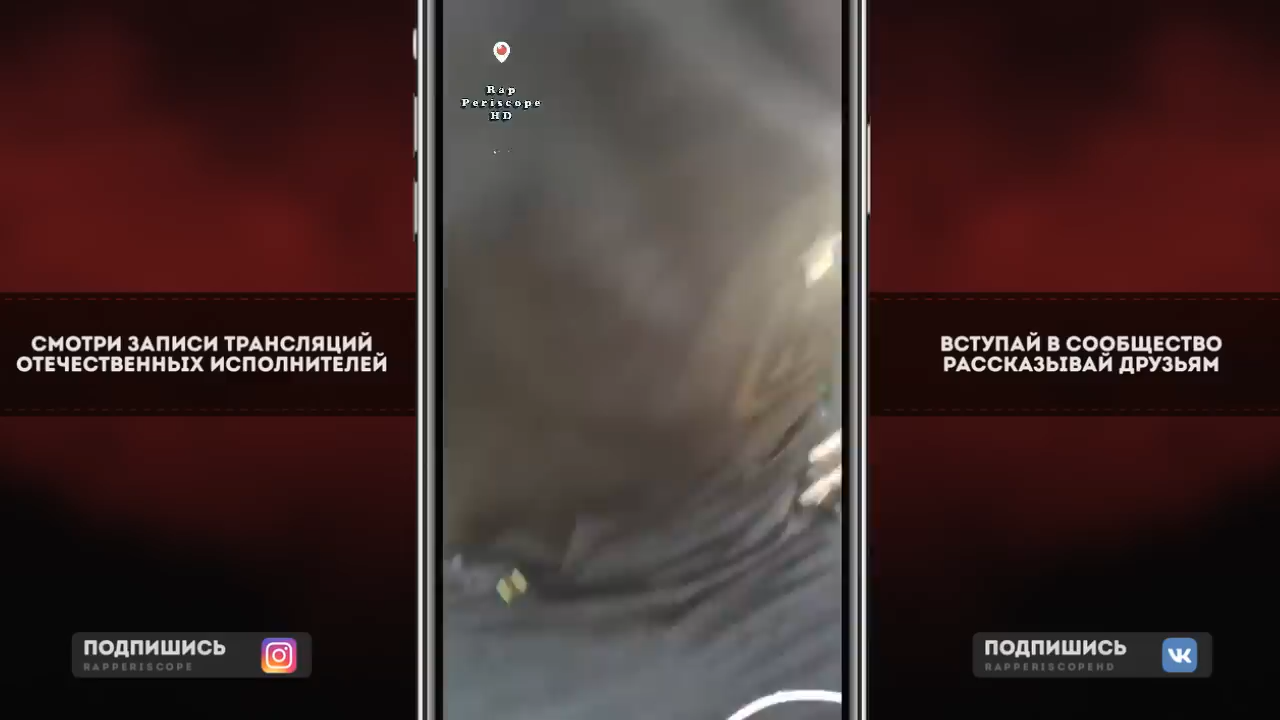 Rap
Periscope
HD
СМОТРИ ЗАПИСИ ТРАНСЛЯЦИЙ
ОТЕЧЕСТВЕННЫХ ИСПОЛНИТЕЛЕЙ
ВСТУПАЙ В СООБЩЕСТВО
РАССКАЗЫВАЙ ДРУЗЬЯМ
ПОДПИШИСЬ
RAPPERISCOPE
ПОДПИШИСЬ
RAPPERISCOPEHD